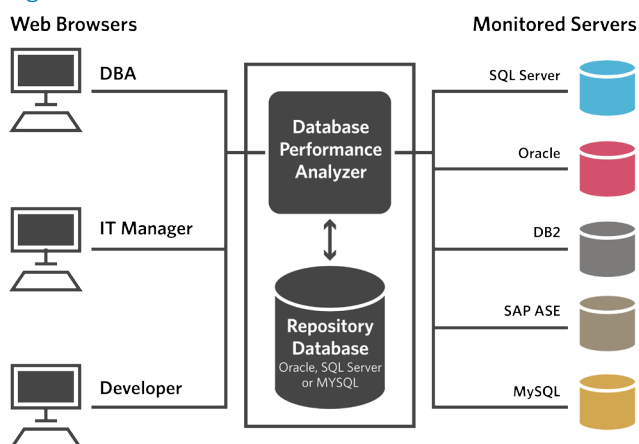 Web Browsers
Monitored Servers
DBA
IT Manager
Developer
Database
Performance
Analyzer
Repository
Database
Oracle, SQL Server
or MYSQL
SQL Server
Oracle
DB2
SAP ASE
MySQL